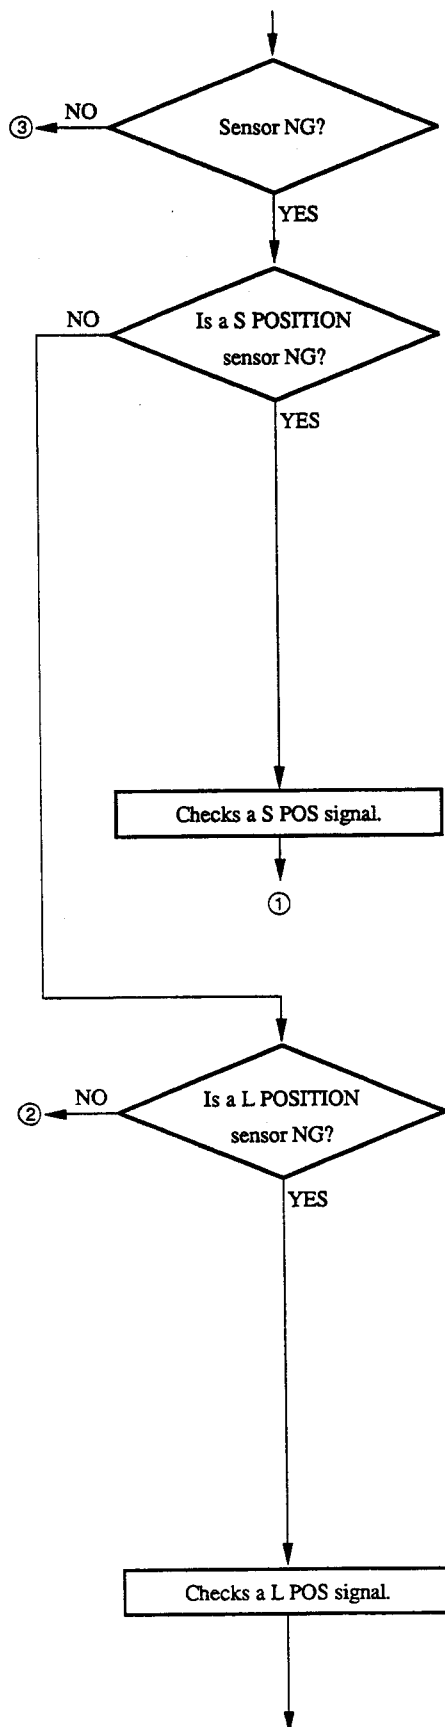 Sensor NG?
NO
③
YES
Is a S POSITION
sensor NG?
NO
YES
Checks a S POS signal.
①
Is a L POSITION
sensor NG?
NO
②
YES
Checks a L POS signal.